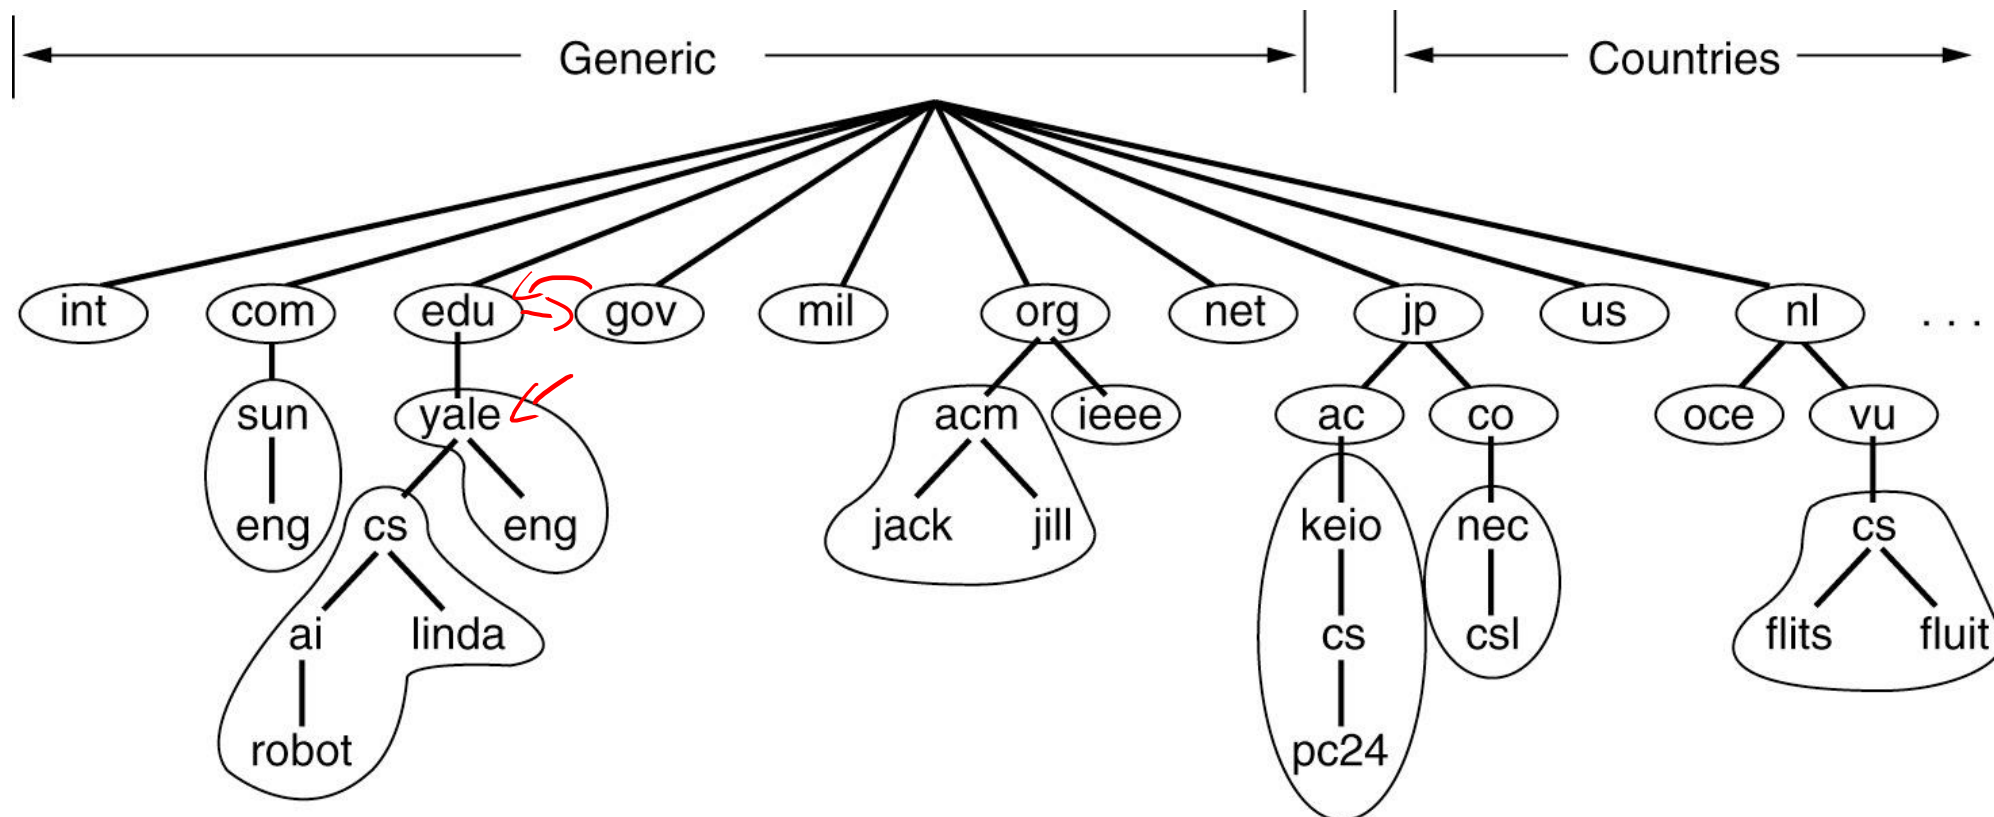 Generic Countries
int com edu gov mil org net jp us nl . . .
sun yale acm ieee ac co oce vu
eng cs eng jack jill keio nec cs
ai linda cs csl flits fluit
robot pc24